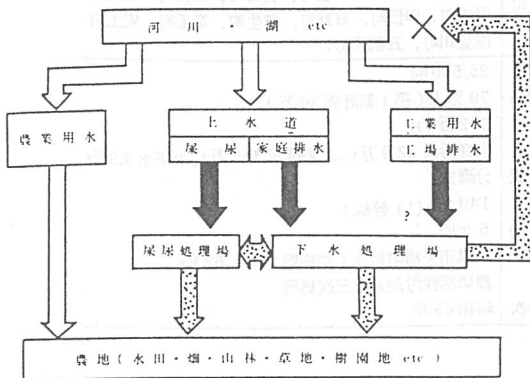 河川・湖 etc
農業用水
上水道
工業用水
屎尿家庭排水
工場排水
?
屎尿処理場
下水処理場
農地(水田・畑・山林・草地・樹園地 etc)